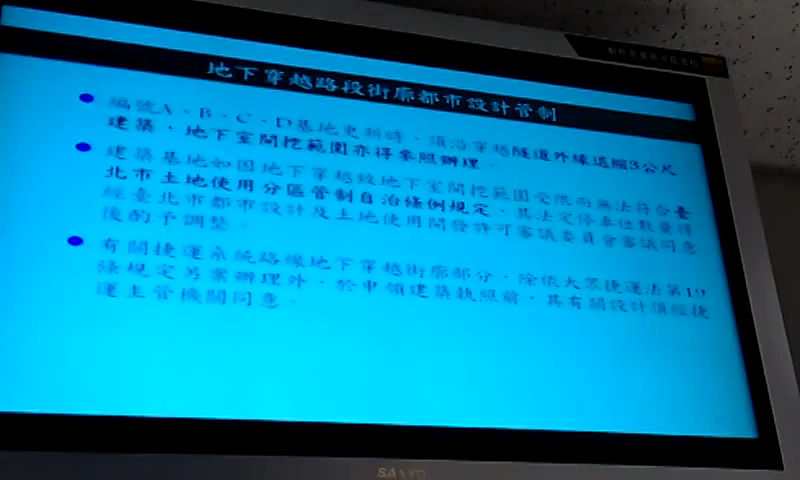 地下穿越路段街廓都市設計管制
編號A、B、C、D基地更新時，須沿穿越隧道外緣退縮3公尺
建築，地下室開挖範圍亦得參照辦理。
建築基地如因地下穿越致地下室開挖範圍受限而無法符合臺
北市土地使用分區管制自治條例規定，其法定停車位數量得
經臺北市都市設計及土地使用開發許可審議委員會審議同意
後酌予調整。
有關捷運系統路線地下穿越街廓部分，除依大眾捷運法第19
條規定另案辦理外，於申領建築執照前，其有關設計須經捷
運主管機關同意。
SANYO